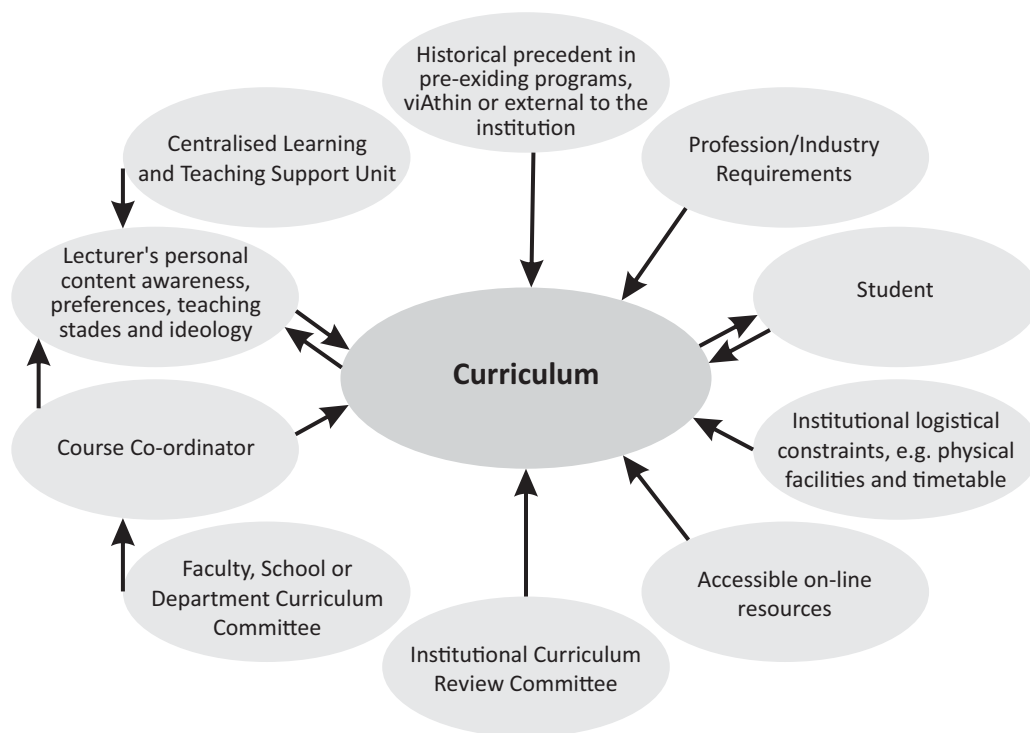 Historical precedent in
pre-exiding programs,
viAthin or external to the
institution
Centralised Learning
and Teaching Support Unit
Profession/Industry
Requirements
Lecturer's personal
content awareness,
preferences, teaching
stades and ideology
Student
Curriculum
Course Co-ordinator
Institutional logistical
constraints, e.g. physical
facilities and timetable
Faculty, School or
Department Curriculum
Committee
Accessible on-line
resources
Institutional Curriculum
Review Committee